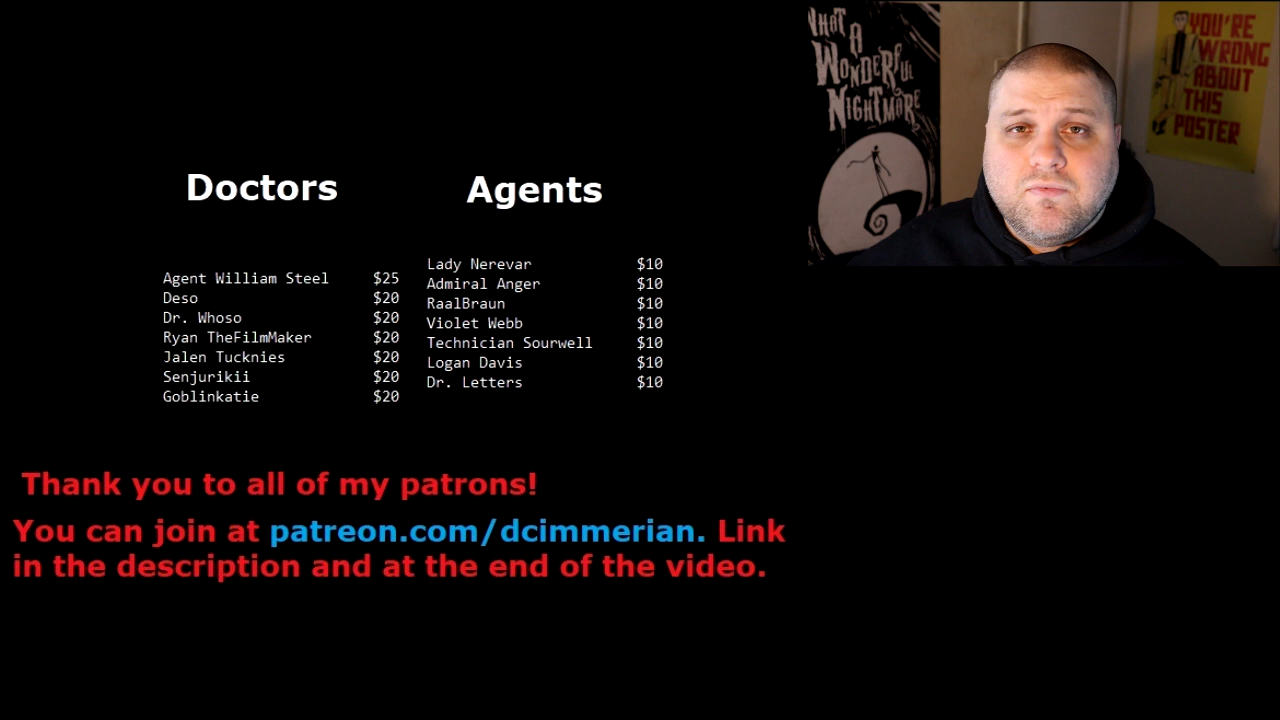 WHAT
A
WONDERFUL
NIGHTMARE
YOU'RE
WRONG
ABOUT
THIS
POSTER
Doctors
Agent William Steel $25
Deso $20
Dr. Whoso $20
Ryan TheFilmMaker $20
Jalen Tucknies $20
Senjurikii $20
Goblinkatie $20
Agents
Lady Nerevar $10
Admiral Anger $10
RaalBraun $10
Violet Webb $10
Technician Sourwell $10
Logan Davis $10
Dr. Letters $10
Thank you to all of my patrons!
You can join at patreon.com/dcimmerian. Link
in the description and at the end of the video.